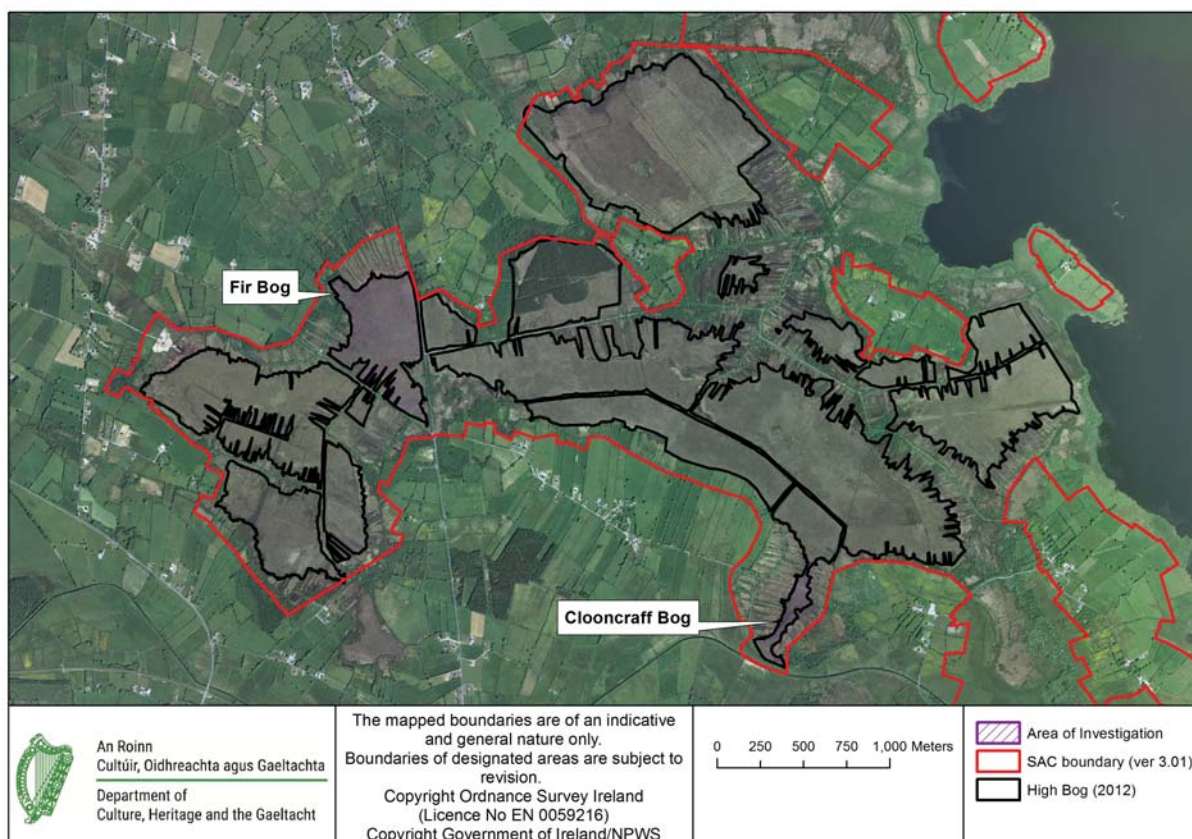 Fir Bog
Clooncraff Bog
An Roinn
Cultúir, Oidhreachta agus Gaeltachta
Department of
Culture, Heritage and the Gaeltacht
The mapped boundaries are of an indicative
and general nature only.
Boundaries of designated areas are subject to
revision.
Copyright Ordnance Survey Ireland
(Licence No EN 0059216)
Copyright Government of Ireland/NPWS
0 250 500 750 1,000 Meters
Area of Investigation
SAC boundary (ver 3.01)
High Bog (2012)